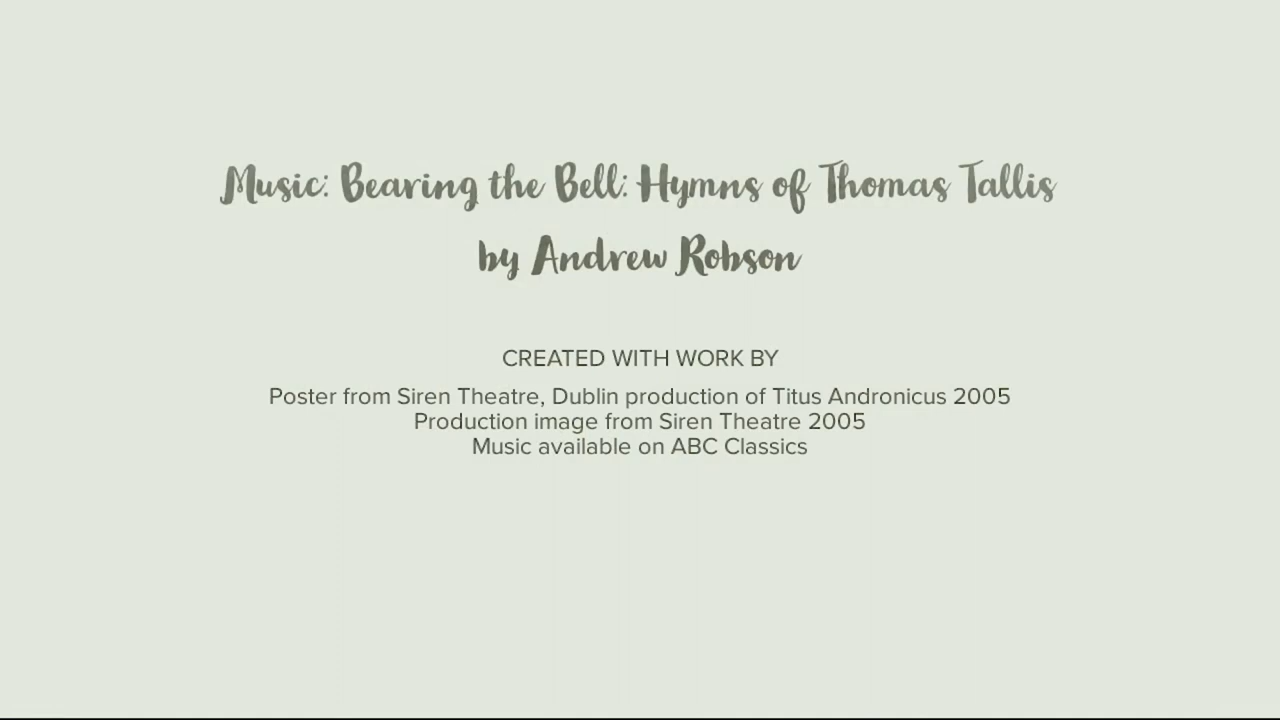 Music: Bearing the Bell: Hymns of Thomas Tallis
by Andrew Robson
CREATED WITH WORK BY
Poster from Siren Theatre, Dublin production of Titus Andronicus 2005
Production image from Siren Theatre 2005
Music available on ABC Classics